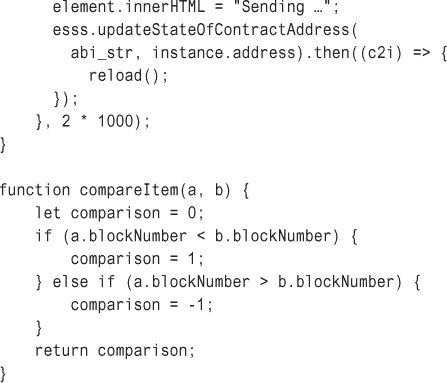 element.innerHTML = "Sending …";
      esss.updateStateOfContractAddress(
        abi_str, instance.address).then((c2i) => {
          reload();
      });
    }, 2 * 1000);
}

function compareItem(a, b) {
    let comparison = 0;
    if (a.blockNumber < b.blockNumber) {
        comparison = 1;
    } else if (a.blockNumber > b.blockNumber) {
        comparison = -1;
    }
    return comparison;
}